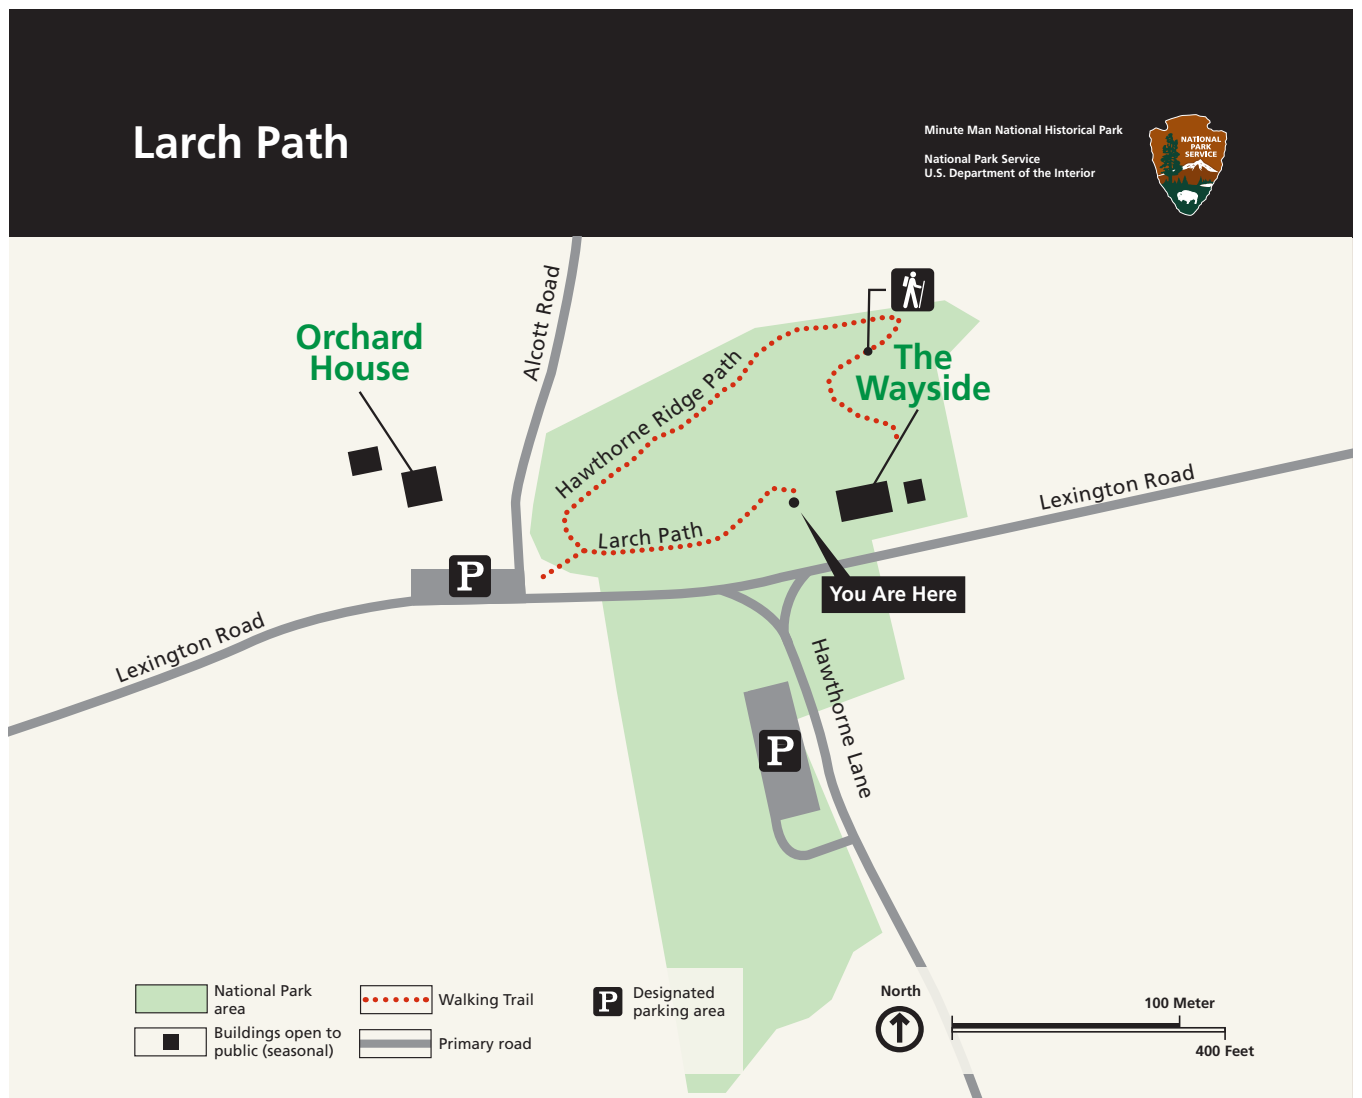 Larch Path
Minute Man National Historical Park
National Park Service
U.S. Department of the Interior
NATIONAL
PARK
SERVICE
Alcott Road
Orchard
House
The
Wayside
Hawthorne Ridge Path
Lexington Road
Larch Path
P
You Are Here
Lexington Road
Hawthorne Lane
P
National Park
area
Walking Trail
P
Designated
parking area
Buildings open to
public (seasonal)
Primary road
North
100 Meter
400 Feet